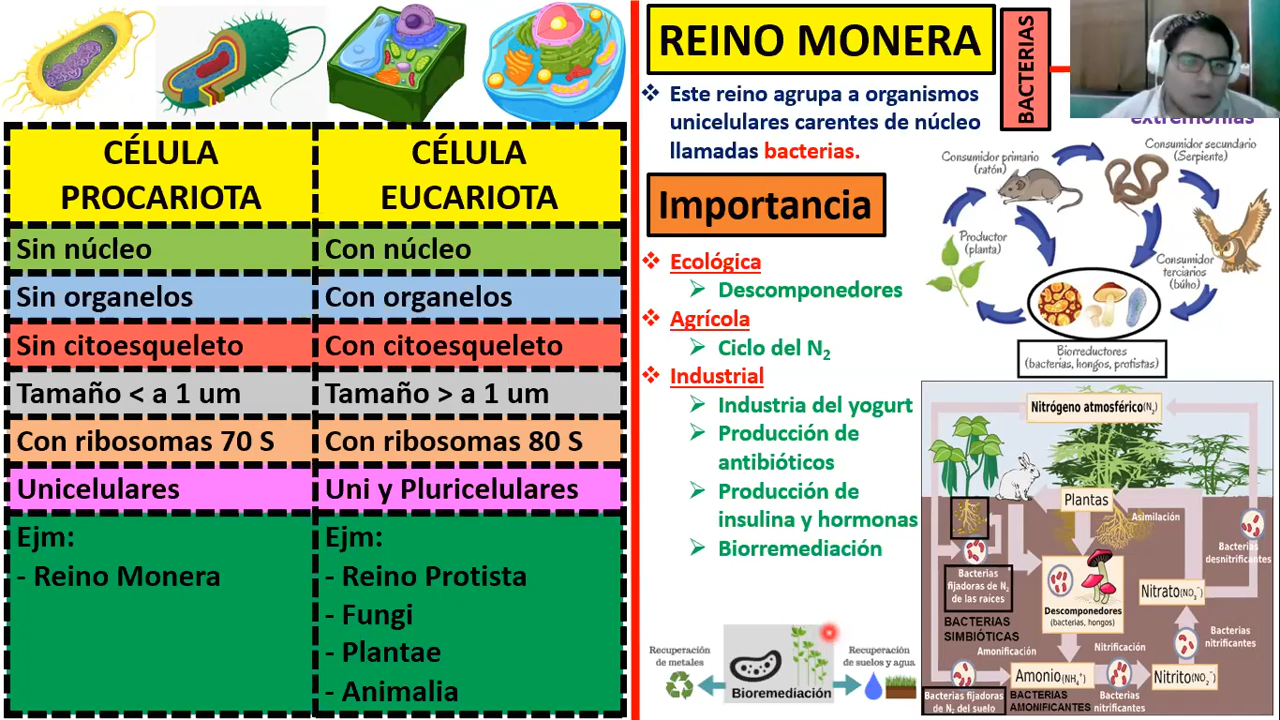 CÉLULA
PROCARIOTA
CÉLULA
EUCARIOTA
Sin núcleo
Con núcleo
Sin organelos
Con organelos
Sin citoesqueleto
Con citoesqueleto
Tamaño < a 1 um
Tamaño > a 1 um
Con ribosomas 70 S
Con ribosomas 80 S
Unicelulares
Uni y Pluricelulares
Ejm:
- Reino Monera
Ejm:
- Reino Protista
- Fungi
- Plantae
- Animalia
REINO MONERA
BACTERIAS
❖ Este reino agrupa a organismos
unicelulares carentes de núcleo
llamadas bacterias.
Importancia
❖ Ecológica
➢ Descomponedores
❖ Agrícola
➢ Ciclo del N₂
❖ Industrial
➢ Industria del yogurt
➢ Producción de
antibióticos
➢ Producción de
insulina y hormonas
➢ Biorremediación
Recuperación
de metales
Bioremediación
Recuperación
de suelos y agua
Consumidor primario
(ratón)
Consumidor secundario
(Serpiente)
Productor
(planta)
Consumidor
terciarios
(búho)
Biorreductores
(bacterias, hongos, protistas)
Nitrógeno atmosférico(N₂)
Plantas
Asimilación
Bacterias
desnitrificantes
Bacterias
fijadoras de N₂
de las raíces
BACTERIAS
SIMBIÓTICAS
Descomponedores
(bacterias, hongos)
Nitrato(NO₃⁻)
Bacterias
nitrificantes
Amonificación
Nitrificación
Amonio(NH₄⁺)
Nitrito(NO₂⁻)
Bacterias fijadoras
de N₂ del suelo
BACTERIAS
AMONIFICANTES
Bacterias
nitrificantes